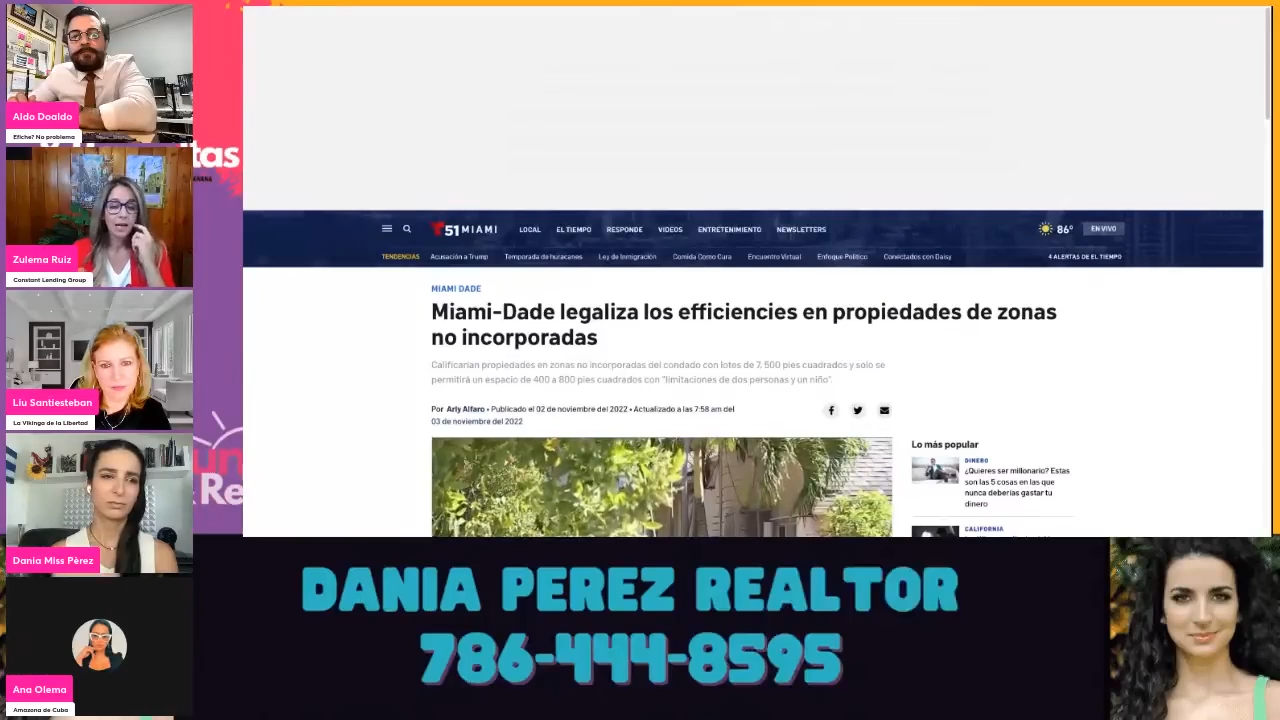 Aldo Doaldo
Efiche? No problema
Zulema Ruiz
Constant Lending Group
Liu Santiesteban
La Vikinga de la Libertad
Dania Miss Pèrez
Ana Olema
Amazona de Cuba
tas
Re
51 MIAMI
LOCAL
EL TIEMPO
RESPONDE
VIDEOS
ENTRETENIMIENTO
NEWSLETTERS
86°
EN VIVO
TENDENCIAS
Acusación a Trump
Temporada de huracanes
Ley de Inmigración
Comida Como Cura
Encuentro Virtual
Enfoque Político
Conectados con Daisy
4 ALERTAS DE EL TIEMPO
MIAMI DADE
Miami-Dade legaliza los efficiencies en propiedades de zonas
no incorporadas
Calificarían propiedades en zonas no incorporadas del condado con lotes de 7, 500 pies cuadrados y solo se
permitirá un espacio de 400 a 800 pies cuadrados con "limitaciones de dos personas y un niño".
Por Arly Alfaro • Publicado el 02 de noviembre del 2022 • Actualizado a las 7:58 am del
03 de noviembre del 2022
Lo más popular
DINERO
¿Quieres ser millonario? Estas
son las 5 cosas en las que
nunca deberías gastar tu
dinero
CALIFORNIA
DANIA PEREZ REALTOR
786-444-8595